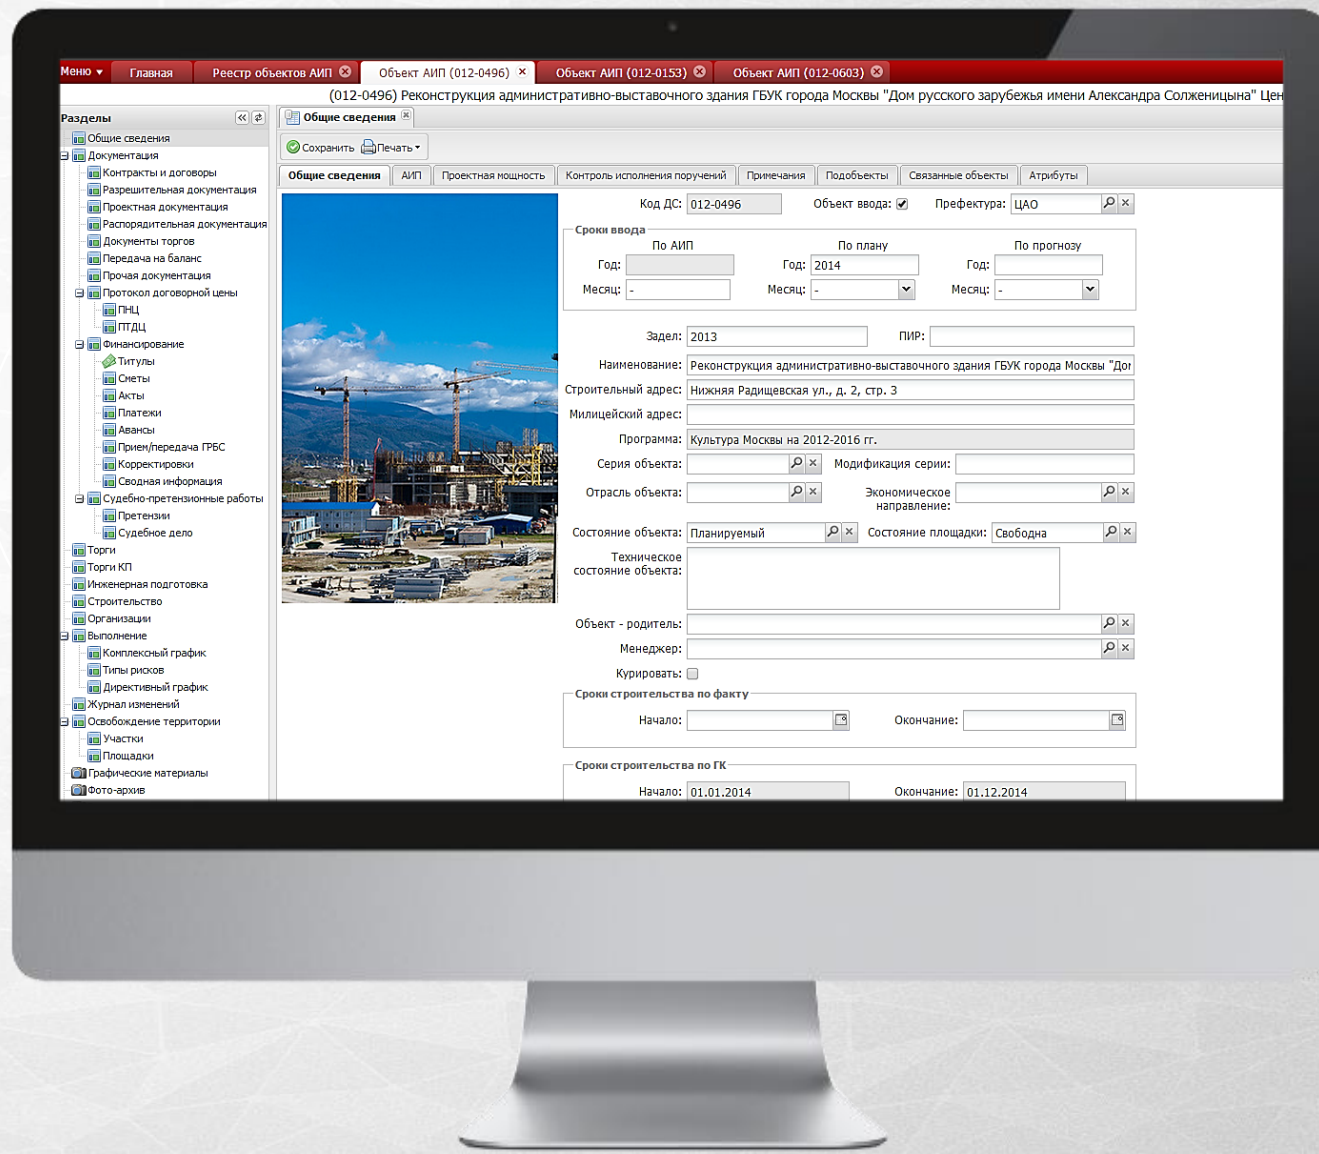 Меню Главная Реестр объектов АИП Объект АИП (012-0496) Объект АИП (012-0153) Объект АИП (012-0603)
(012-0496) Реконструкция административно-выставочного здания ГБУК города Москвы "Дом русского зарубежья имени Александра Солженицына" Цен
Разделы
Общие сведения
Документация
Контракты и договоры
Разрешительная документация
Проектная документация
Распорядительная документация
Документы торгов
Передача на баланс
Прочая документация
Протокол договорной цены
ПНЦ
ПТДЦ
Финансирование
Титулы
Сметы
Акты
Платежи
Авансы
Прием/передача ГРБС
Корректировки
Сводная информация
Судебно-претензионные работы
Претензии
Судебное дело
Торги
Торги КП
Инженерная подготовка
Строительство
Организации
Выполнение
Комплексный график
Типы рисков
Директивный график
Журнал изменений
Освобождение территории
Участки
Площадки
Графические материалы
Фото-архив
Общие сведения
Сохранить Печать
Общие сведения АИП Проектная мощность Контроль исполнения поручений Примечания Подобъекты Связанные объекты Атрибуты
Код ДС: 012-0496 Объект ввода: Префектура: ЦАО
Сроки ввода
По АИП По плану По прогнозу
Год: Год: 2014 Год:
Месяц: - Месяц: - Месяц: -
Задел: 2013 ПИР:
Наименование: Реконструкция административно-выставочного здания ГБУК города Москвы "Дом
Строительный адрес: Нижняя Радищевская ул., д. 2, стр. 3
Милицейский адрес:
Программа: Культура Москвы на 2012-2016 гг.
Серия объекта: Модификация серии:
Отрасль объекта: Экономическое
направление:
Состояние объекта: Планируемый Состояние площадки: Свободна
Техническое
состояние объекта:
Объект - родитель:
Менеджер:
Курировать:
Сроки строительства по факту
Начало: Окончание:
Сроки строительства по ГК
Начало: 01.01.2014 Окончание: 01.12.2014